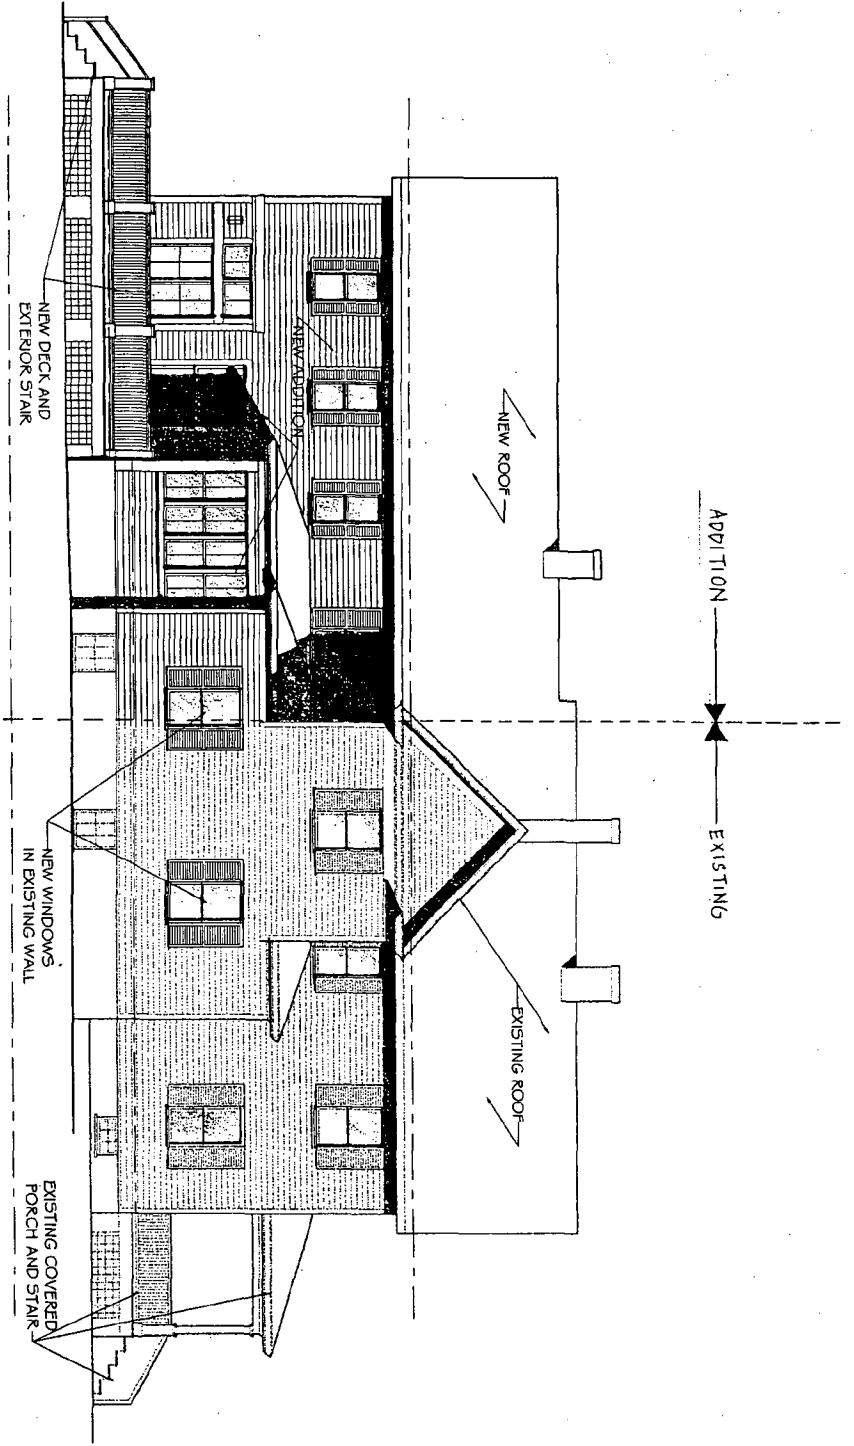 ADDITION
EXISTING
NEW ROOF
EXISTING ROOF
NEW ADDITION
NEW DECK AND
EXTERIOR STAIR
NEW WINDOWS
IN EXISTING WALL
EXISTING COVERED
PORCH AND STAIR